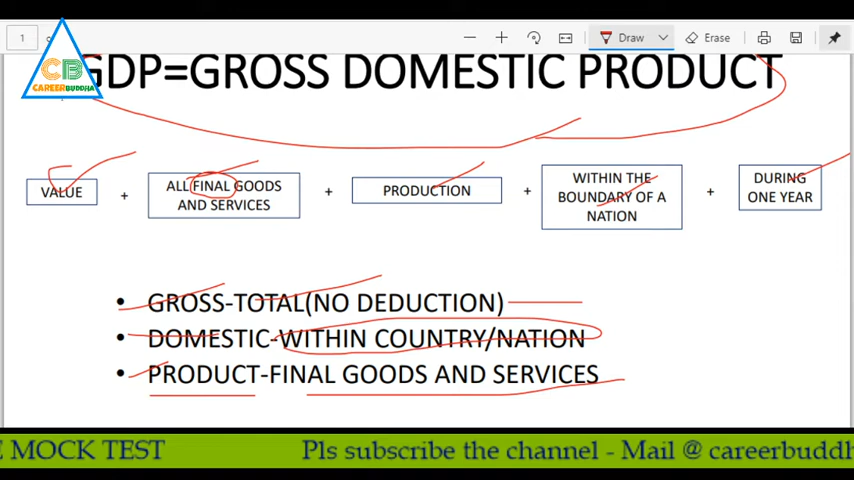 1
Draw
Erase
CB
CAREERBUDDHA
GDP=GROSS DOMESTIC PRODUCT
VALUE + ALL FINAL GOODS AND SERVICES + PRODUCTION + WITHIN THE BOUNDARY OF A NATION + DURING ONE YEAR
• GROSS-TOTAL(NO DEDUCTION)
• DOMESTIC-WITHIN COUNTRY/NATION
• PRODUCT-FINAL GOODS AND SERVICES
E MOCK TEST Pls subscribe the channel - Mail @ careerbuddh